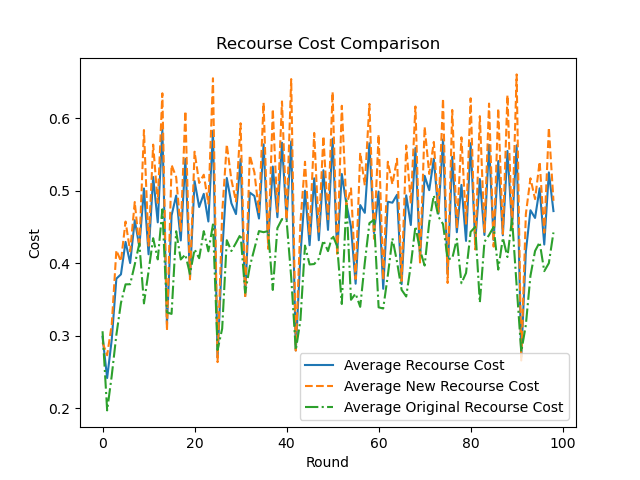 Recourse Cost Comparison
Cost
0.6
0.5
0.4
0.3
0.2
Average Recourse Cost
Average New Recourse Cost
Average Original Recourse Cost
0 20 40 60 80 100
Round